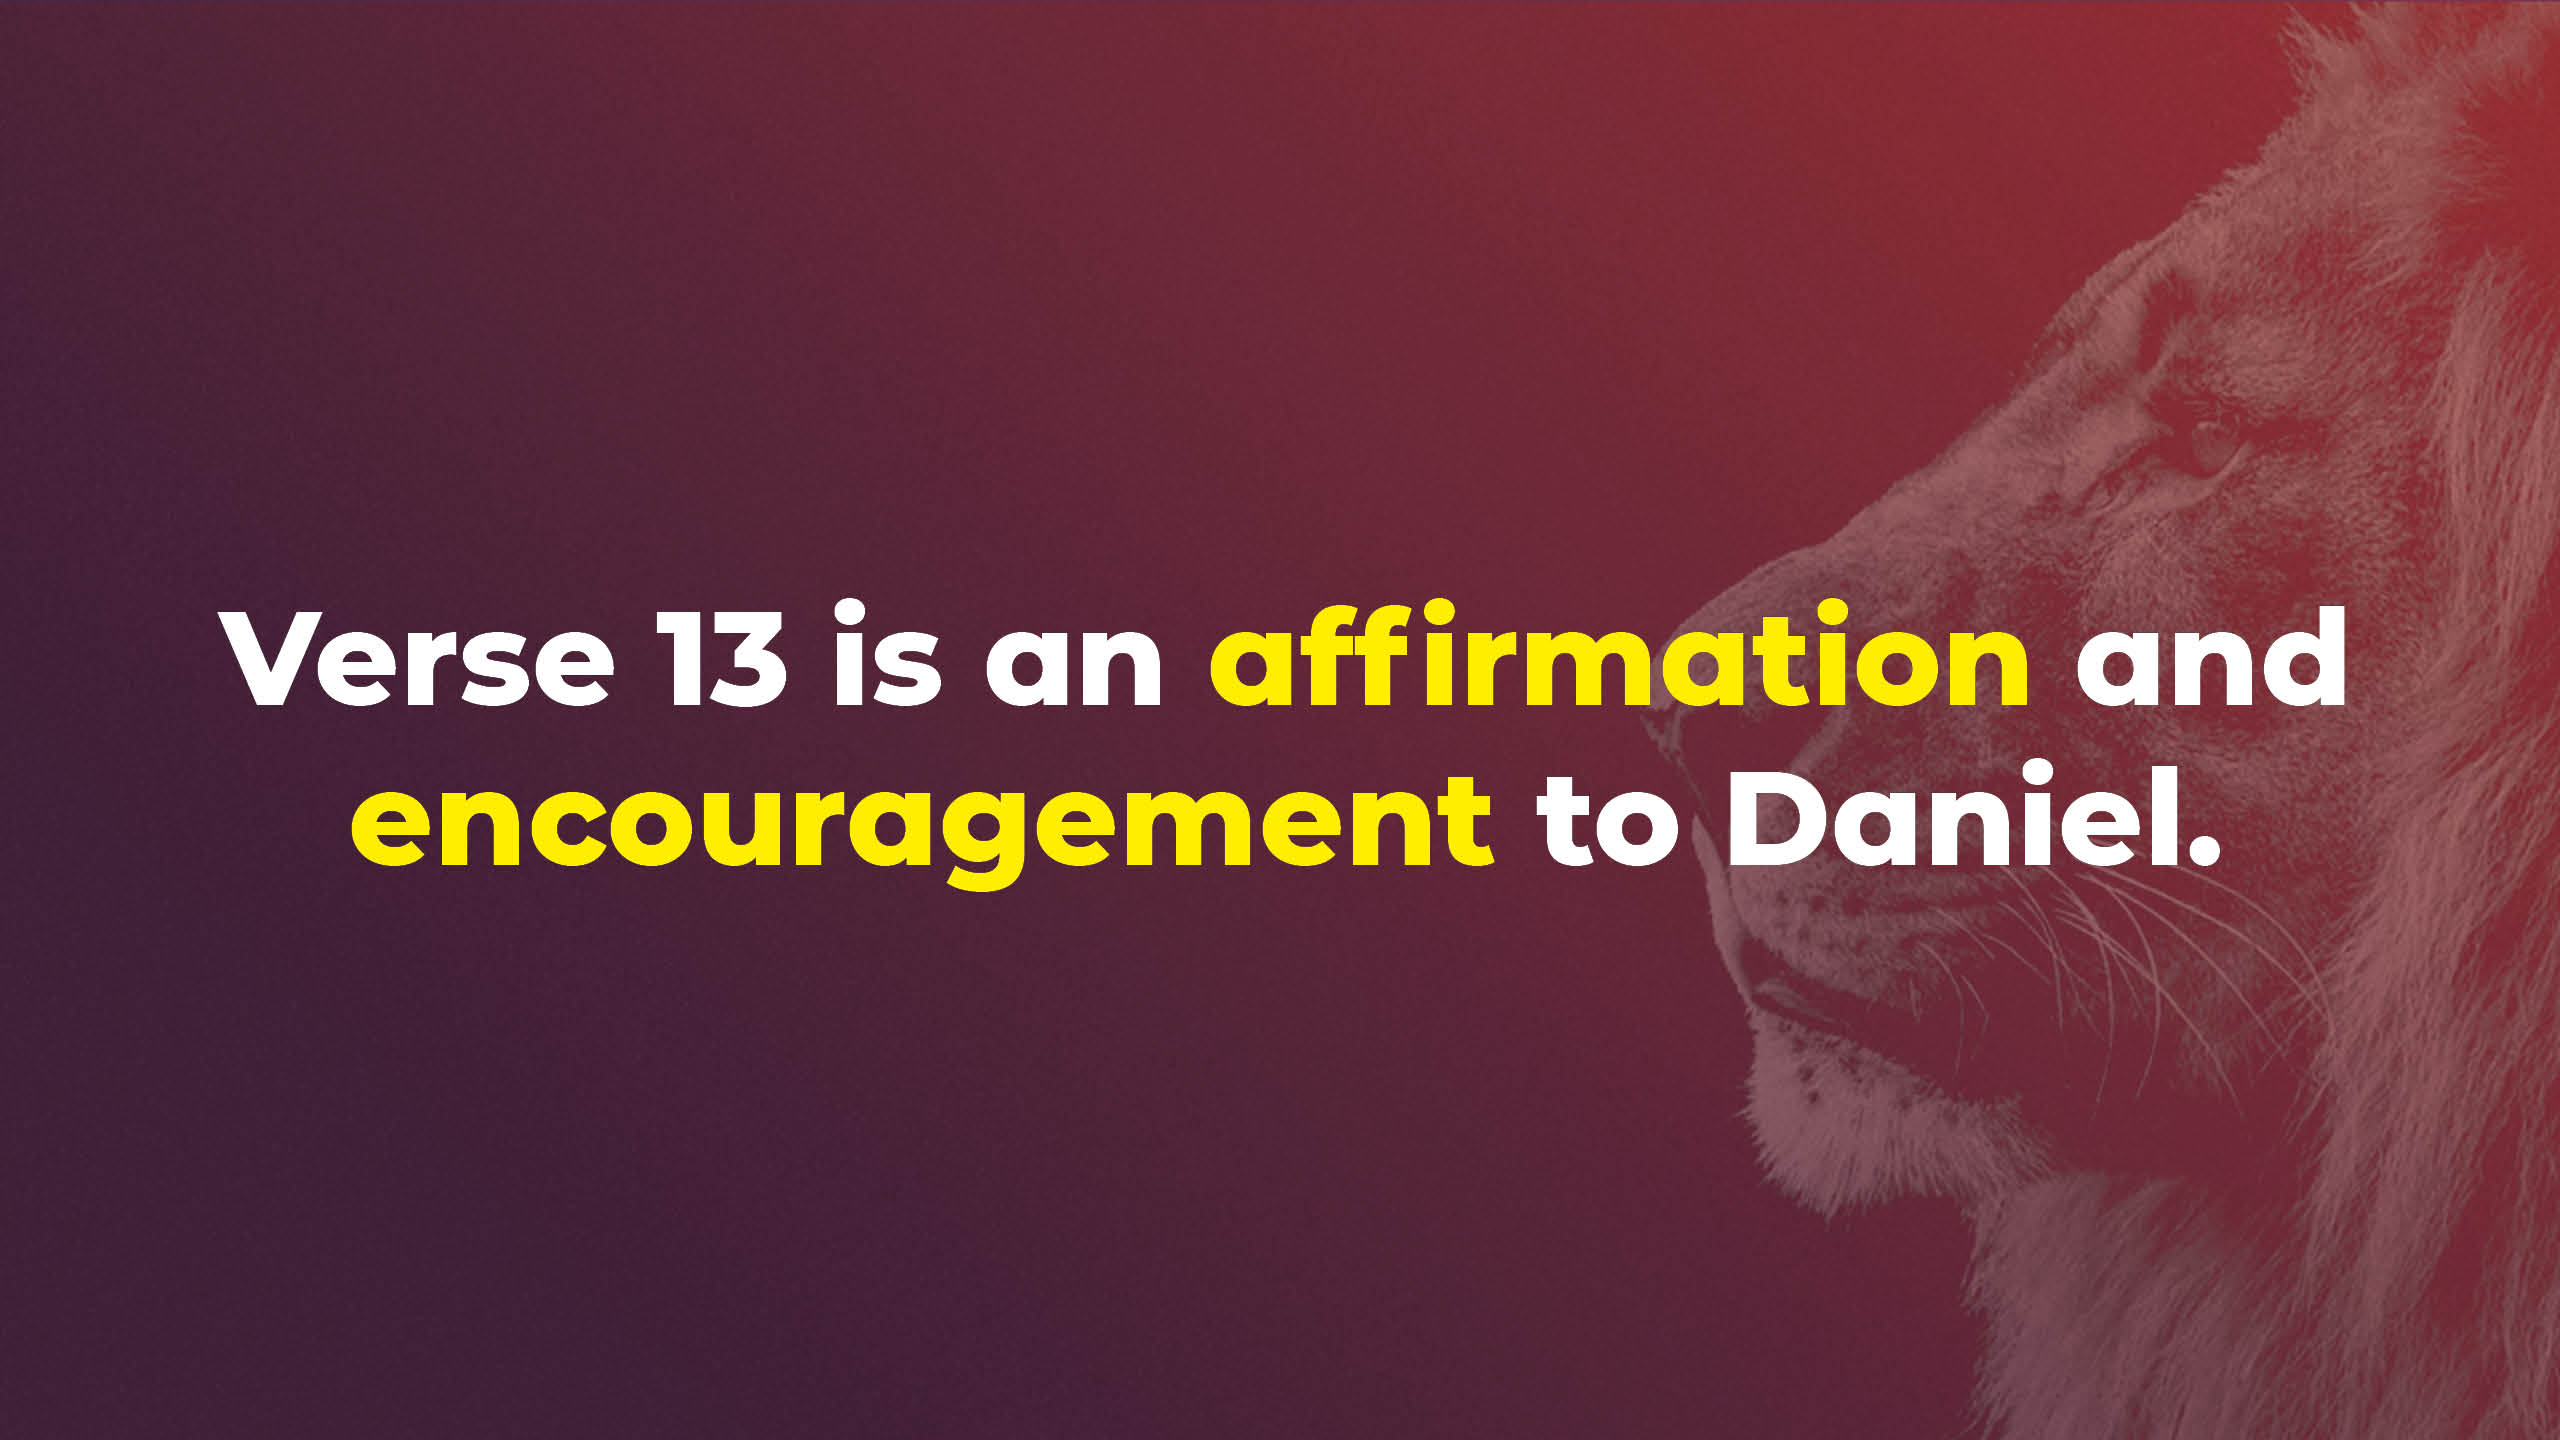 Verse 13 is an affirmation and
encouragement to Daniel.